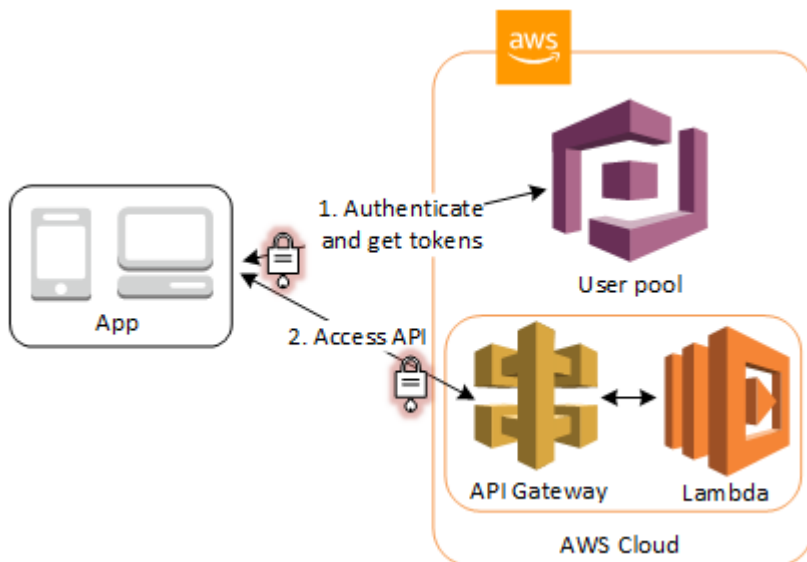 aws
1. Authenticate
and get tokens
User pool
App
2. Access API
API Gateway
Lambda
AWS Cloud